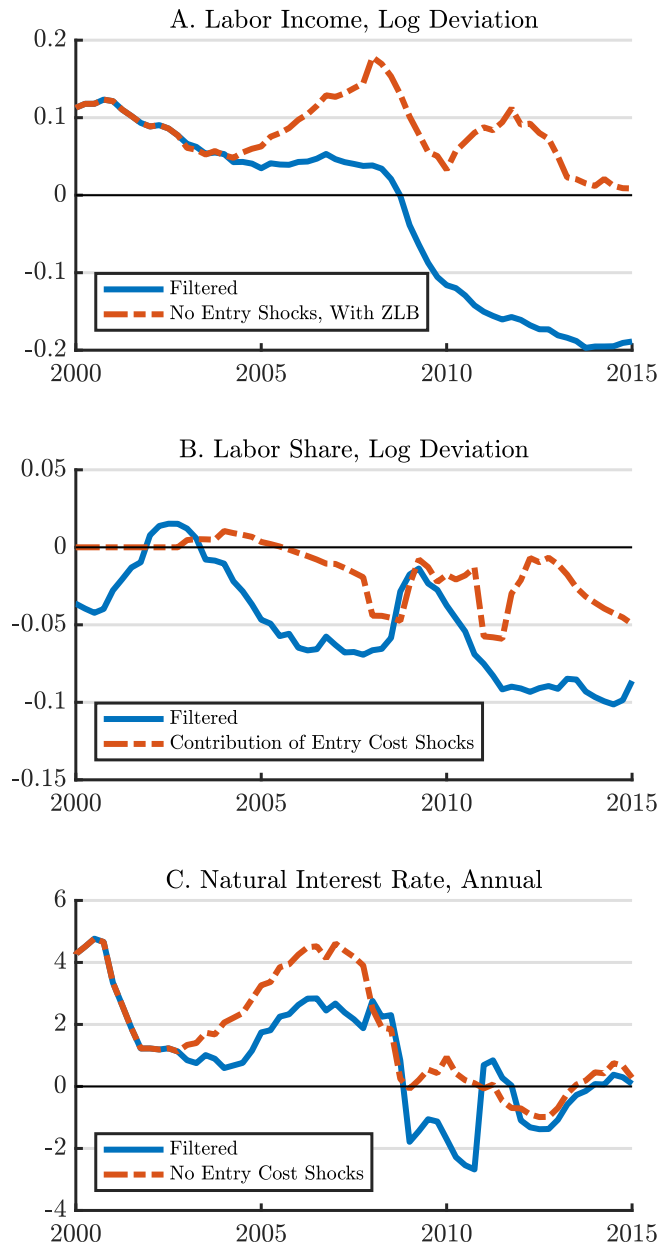 A. Labor Income, Log Deviation
0.2
0.1
0
-0.1
-0.2
Filtered
No Entry Shocks, With ZLB
2000 2005 2010 2015
B. Labor Share, Log Deviation
0.05
0
-0.05
-0.1
-0.15
Filtered
Contribution of Entry Cost Shocks
2000 2005 2010 2015
C. Natural Interest Rate, Annual
6
4
2
0
-2
-4
Filtered
No Entry Cost Shocks
2000 2005 2010 2015